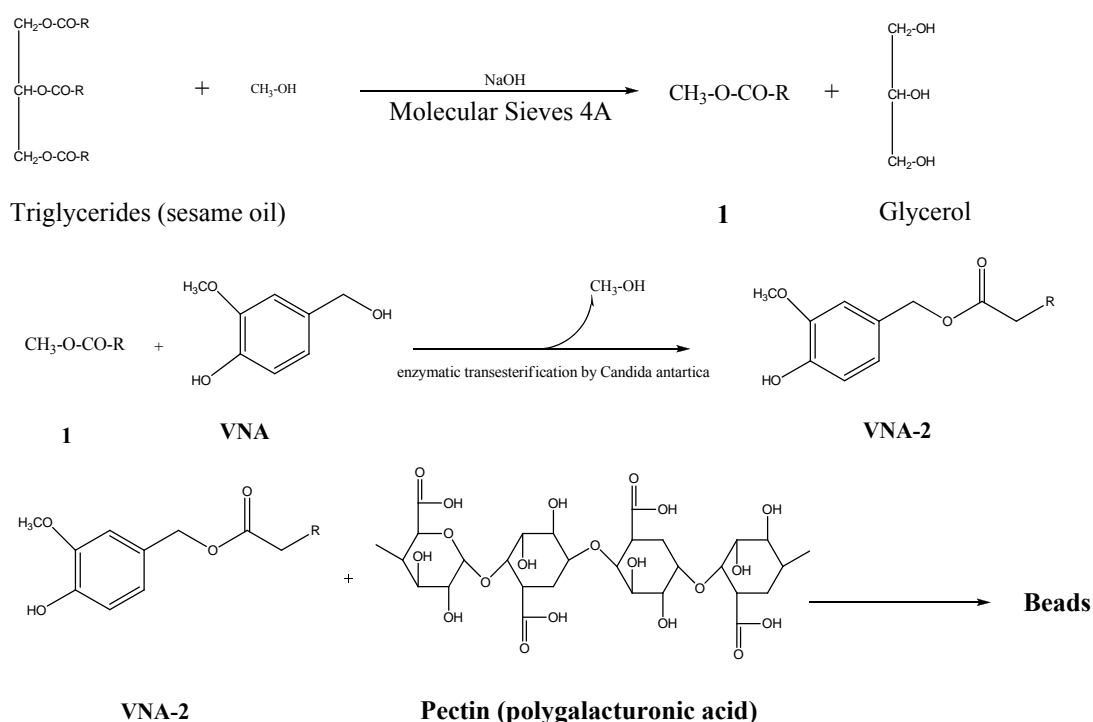 CH2-O-CO-R
CH-O-CO-R
CH2-O-CO-R
+
CH3-OH
NaOH
Molecular Sieves 4A
CH3-O-CO-R
+
CH2-OH
CH-OH
CH2-OH
Triglycerides (sesame oil)
1
Glycerol
CH3-O-CO-R
+
H3CO
HO
OH
CH3-OH
enzymatic transesterification by Candida antartica
H3CO
HO
O
O
R
1
VNA
VNA-2
H3CO
HO
O
O
R
+
O
OH
O
OH
OH
O
OH
OH
O
OH
O
O
OH
OH
OH
O
O
OH
OH
O
OH
OH
O
Beads
VNA-2
Pectin (polygalacturonic acid)